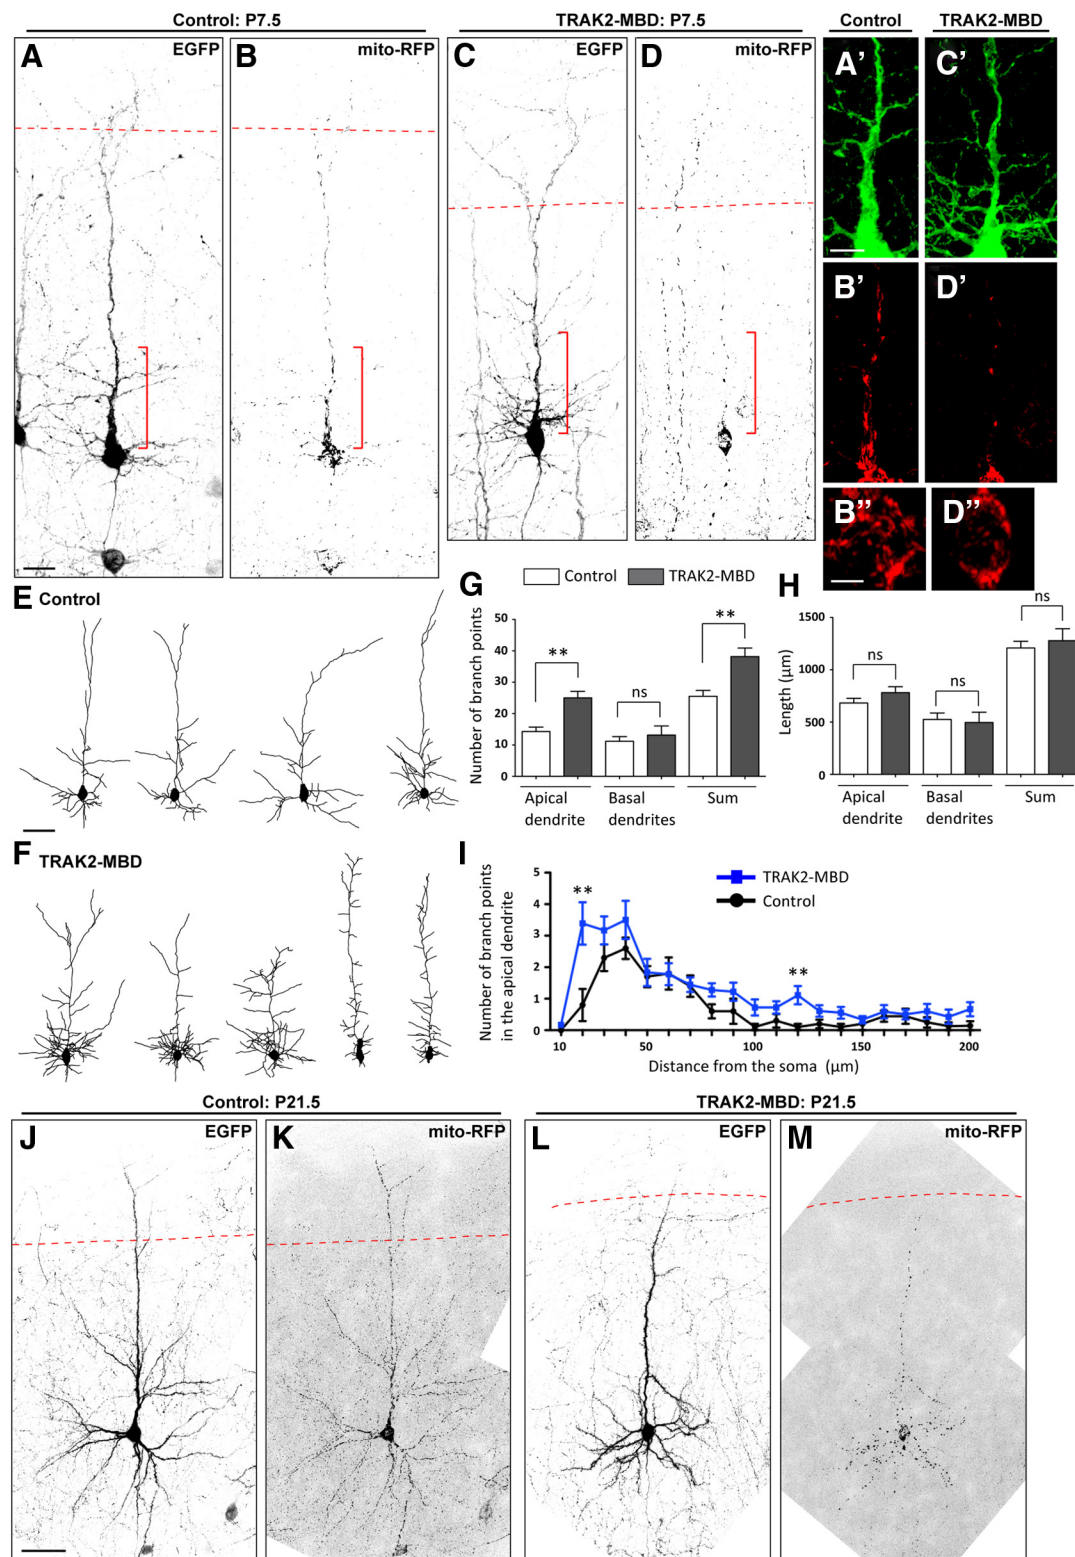 Control: P7.5
TRAK2-MBD: P7.5
Control
TRAK2-MBD
A
EGFP
B
mito-RFP
C
EGFP
D
mito-RFP
A’
C’
B’
D’
B”
D”
E Control
F TRAK2-MBD
G
Control
TRAK2-MBD
Number of branch points
50
40
30
20
10
0
**
ns
**
Apical dendrite
Basal dendrites
Sum
H
Length (µm)
1500
1000
500
0
ns
ns
ns
Apical dendrite
Basal dendrites
Sum
I
Number of branch points
in the apical dendrite
5
4
3
2
1
0
**
**
TRAK2-MBD
Control
10
50
100
150
200
Distance from the soma (µm)
Control: P21.5
TRAK2-MBD: P21.5
J
EGFP
K
mito-RFP
L
EGFP
M
mito-RFP